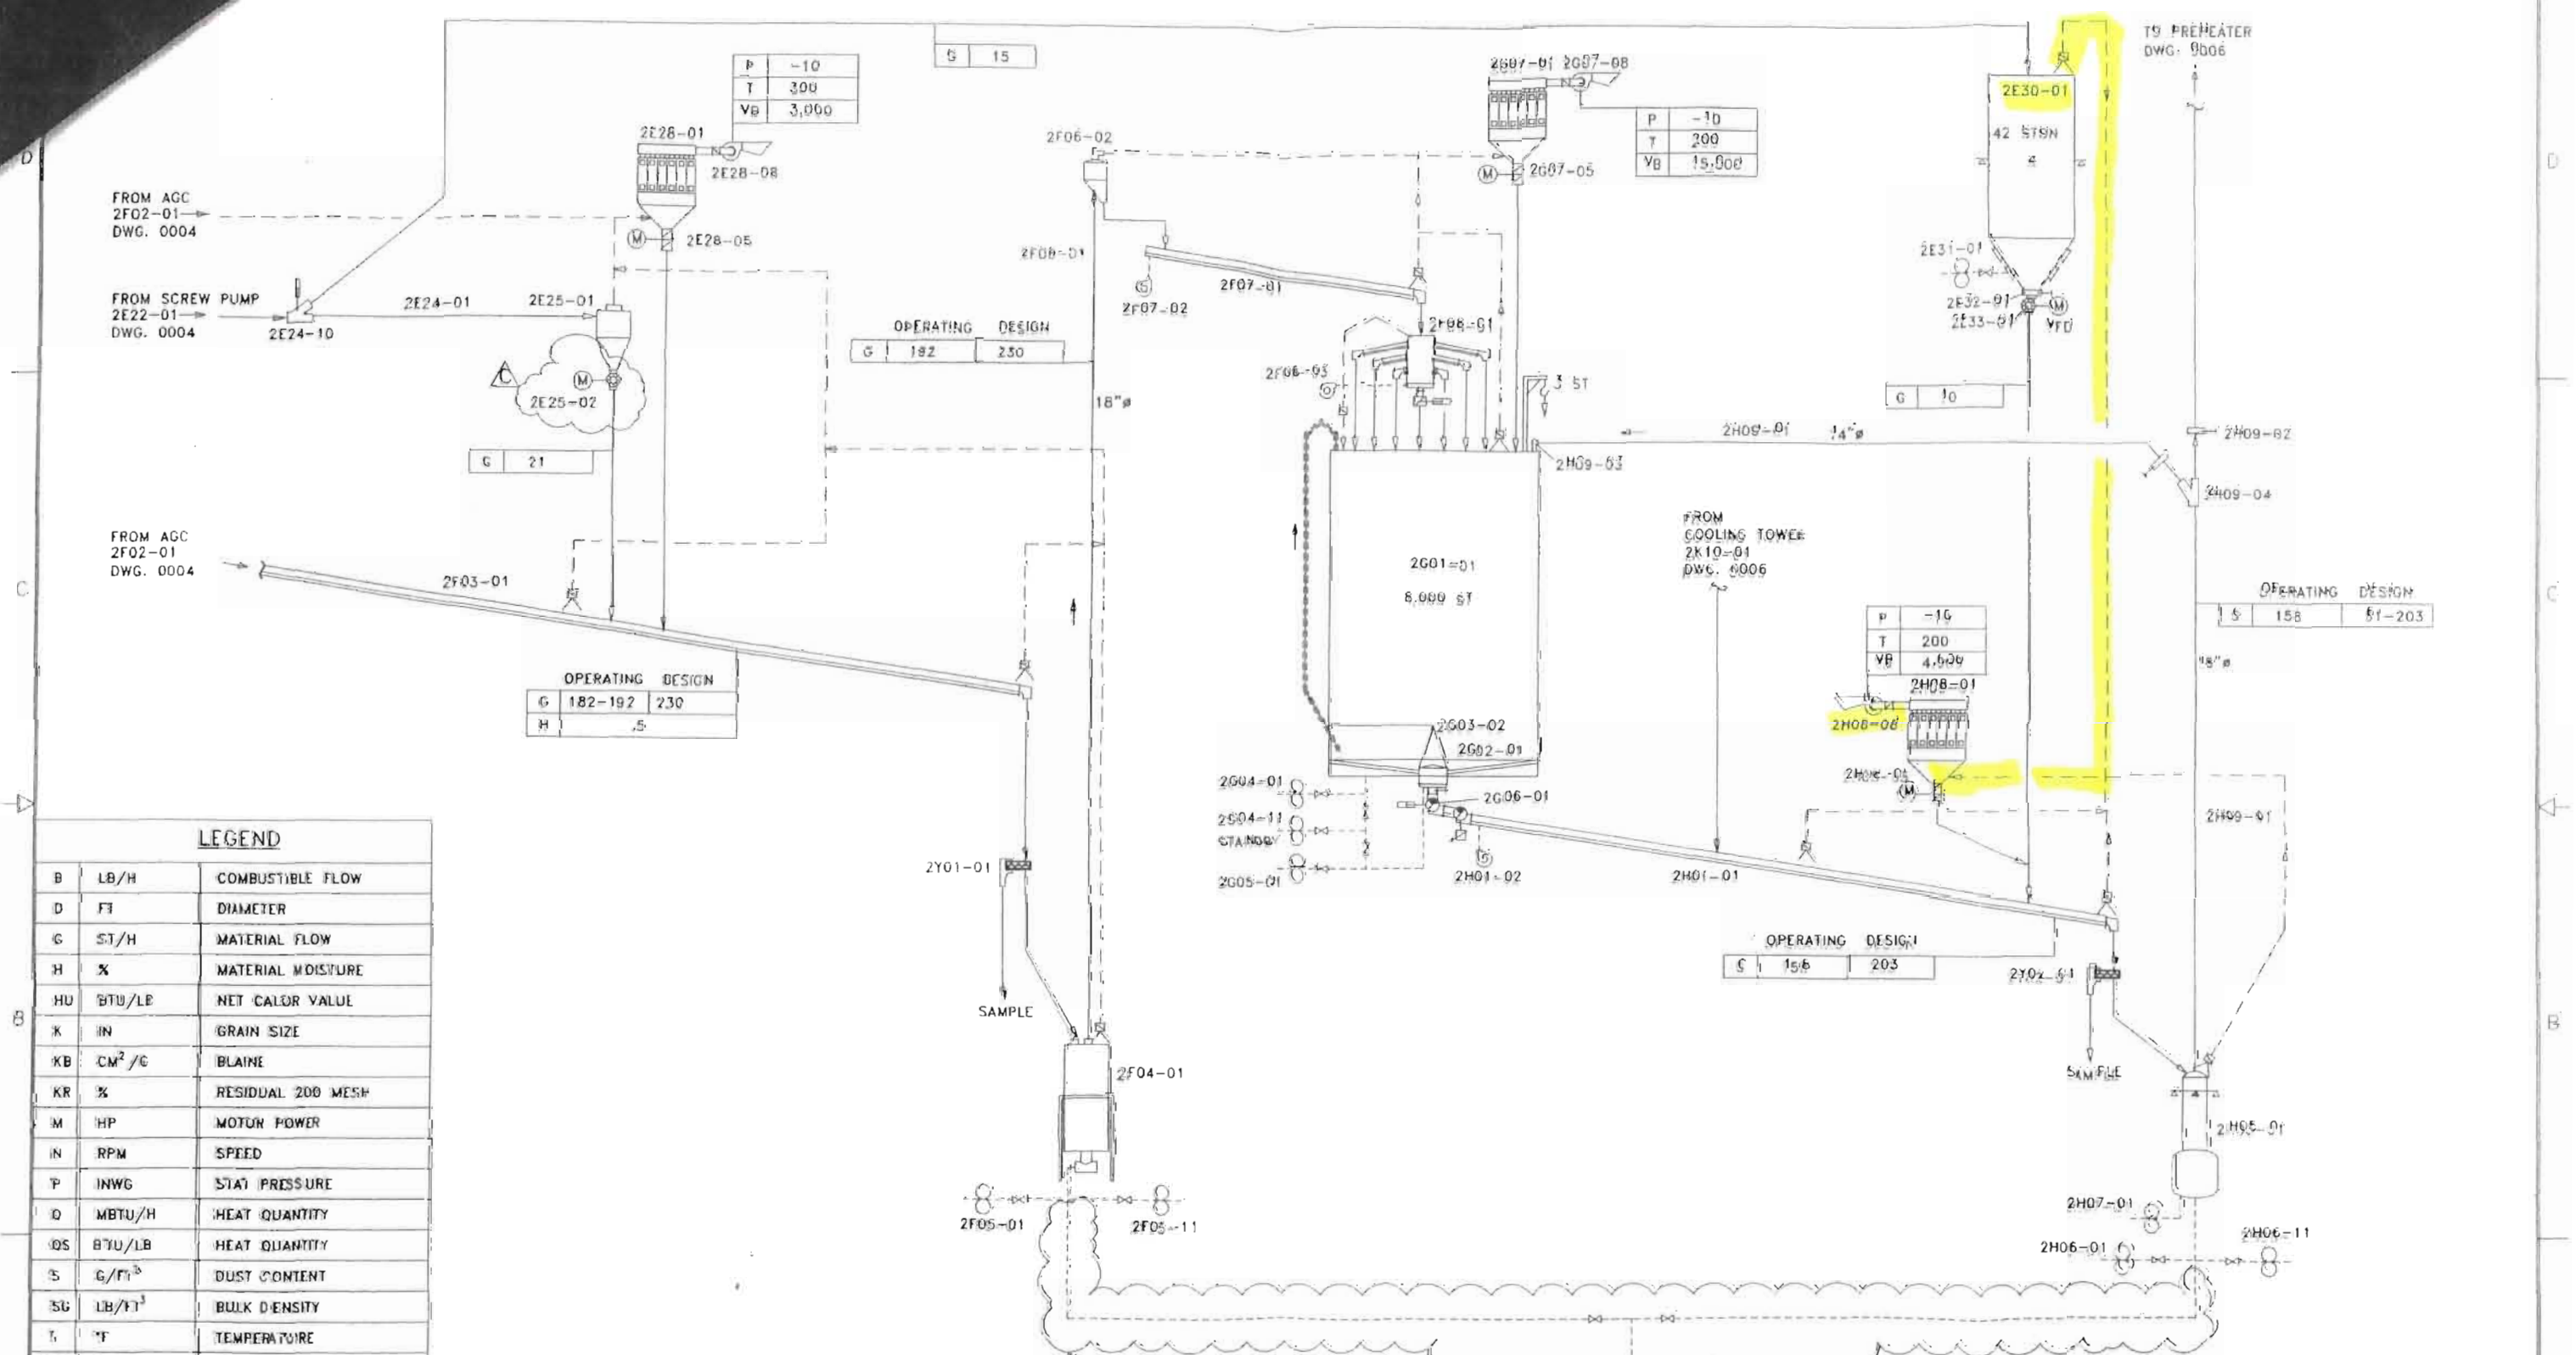 G 15
TO PREHEATER
DWG. 0006
P -10
T 300
VB 3,000
2G07-01 2G07-08
2E30-01
42 STON
2E28-01
2E28-08
2F06-02
P -10
T 200
VB 15,000
2G07-05
D
D
FROM AGC
2F02-01
DWG. 0004
M
2E28-05
2F06-01
2F07-01
2F07-02
2E31-01
2E32-01
2E33-01
M
VFD
FROM SCREW PUMP
2E22-01
DWG. 0004
2E24-10
2E24-01
2E25-01
OPERATING DESIGN
G 192 230
2F08-01
2F08-03
3 ST
C
M
2E25-02
18"ø
G 10
G 21
2H09-01 14"ø
2H09-02
2H09-03
2H09-04
FROM AGC
2F02-01
DWG. 0004
2F03-01
2G01-01
8,000 ST
FROM
COOLING TOWER
2K10-01
DWG. 0006
C
C
OPERATING DESIGN
G 158 81-203
18"ø
P -10
T 200
VB
2H08-01
2H08-08
M
OPERATING DESIGN
G 182-192 230
H .5
2G03-02
2G02-01
2G04-01
2G04-11
STANDBY
2G05-01
2G06-01
2H01-02
2H01-01
2H09-01
2Y01-01
SAMPLE
OPERATING DESIGN
G 158 203
SAMPLE
2F04-01
2H05-01
2F05-01
2F05-11
2H07-01
2H06-01
2H06-11
B
B
LEGEND
B LB/H COMBUSTIBLE FLOW
D FT DIAMETER
G ST/H MATERIAL FLOW
H % MATERIAL MOISTURE
HU BTU/LB NET CALOR VALUE
K IN GRAIN SIZE
KB CM²/G BLAINE
KR % RESIDUAL 200 MESH
M HP MOTOR POWER
N RPM SPEED
P INWG STAT PRESSURE
Q MBTU/H HEAT QUANTITY
QS BTU/LB HEAT QUANTITY
S G/FT³ DUST CONTENT
SG LB/FT³ BULK DENSITY
T °F TEMPERATURE